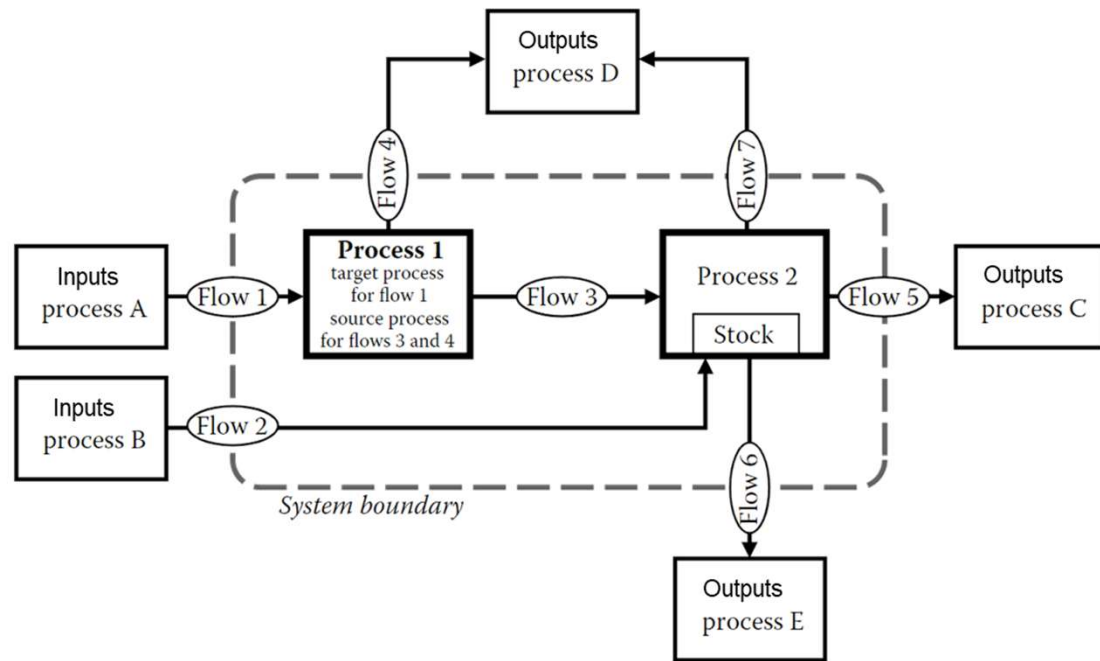 Outputs
process D
Flow 4
Flow 7
Inputs
process A
Flow 1
Process 1
target process
for flow 1
source process
for flows 3 and 4
Flow 3
Process 2
Stock
Flow 5
Outputs
process C
Inputs
process B
Flow 2
Flow 6
System boundary
Outputs
process E